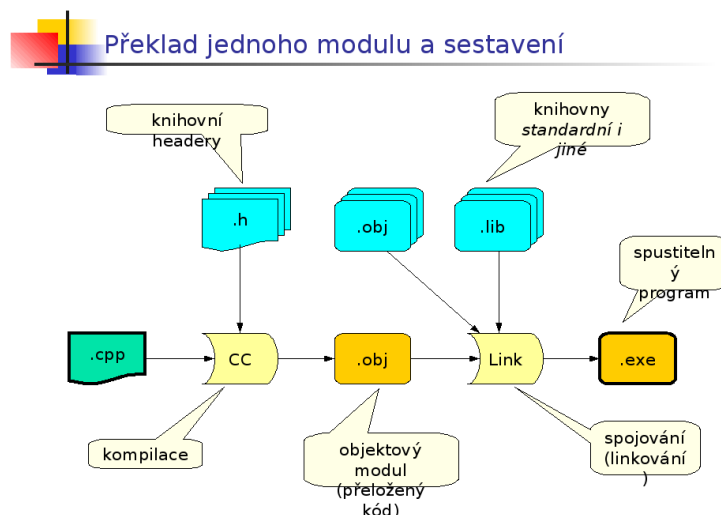 Překlad jednoho modulu a sestavení
knihovní
headery
knihovny
standardní i
jiné
.h
.obj
.lib
spustiteln
ý
program
.cpp
CC
.obj
Link
.exe
kompilace
objektový
modul
(přeložený
kód)
spojování
(linkování
)